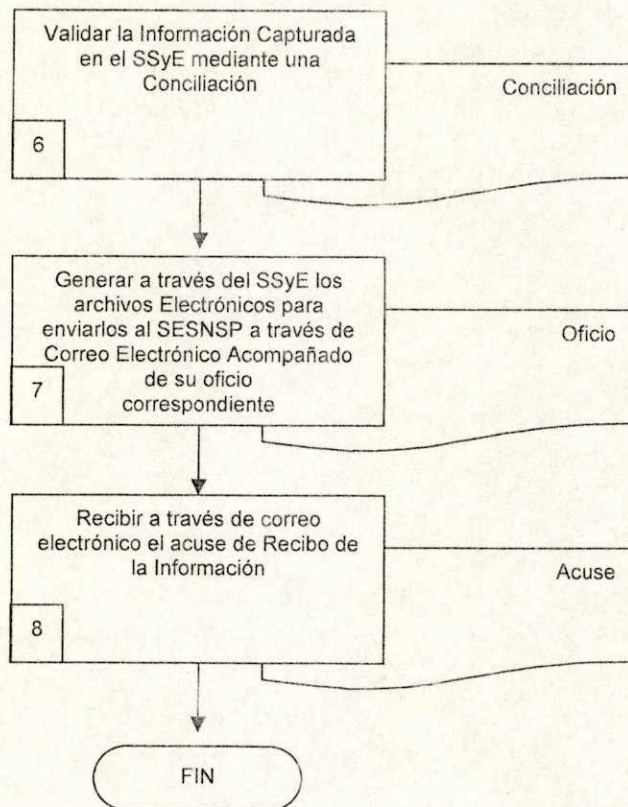 Validar la Información Capturada
en el SSyE mediante una
Conciliación
6
Conciliación
Generar a través del SSyE los
archivos Electrónicos para
enviarlos al SESNSP a través de
Correo Electrónico Acompañado
de su oficio
correspondiente
7
Oficio
Recibir a través de correo
electrónico el acuse de Recibo de
la Información
8
Acuse
FIN